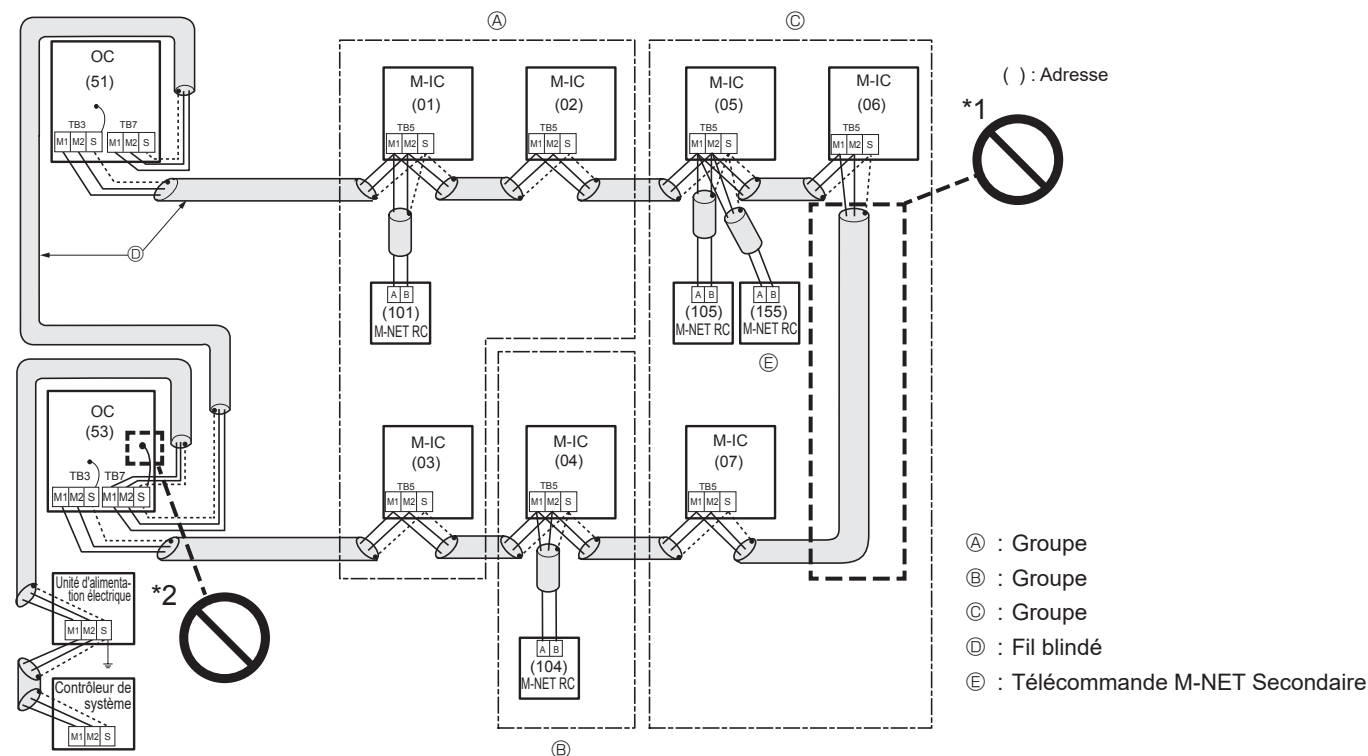 Ⓐ
Ⓒ
OC
(51)
TB3 TB7
M1 M2 S M1 M2 S
M-IC
(01)
TB5
M1 M2 S
M-IC
(02)
TB5
M1 M2 S
M-IC
(05)
TB5
M1 M2 S
M-IC
(06)
TB5
M1 M2 S
( ) : Adresse
*1
Ⓓ
A B
(101)
M-NET RC
A B
(105)
M-NET RC
A B
(155)
M-NET RC
Ⓔ
OC
(53)
TB3 TB7
M1 M2 S M1 M2 S
M-IC
(03)
TB5
M1 M2 S
M-IC
(04)
TB5
M1 M2 S
M-IC
(07)
TB5
M1 M2 S
*2
Unité d'alimenta-
tion électrique
M1 M2 S
Contrôleur de
système
M1 M2 S
A B
(104)
M-NET RC
Ⓑ
Ⓐ : Groupe
Ⓑ : Groupe
Ⓒ : Groupe
Ⓓ : Fil blindé
Ⓔ : Télécommande M-NET Secondaire